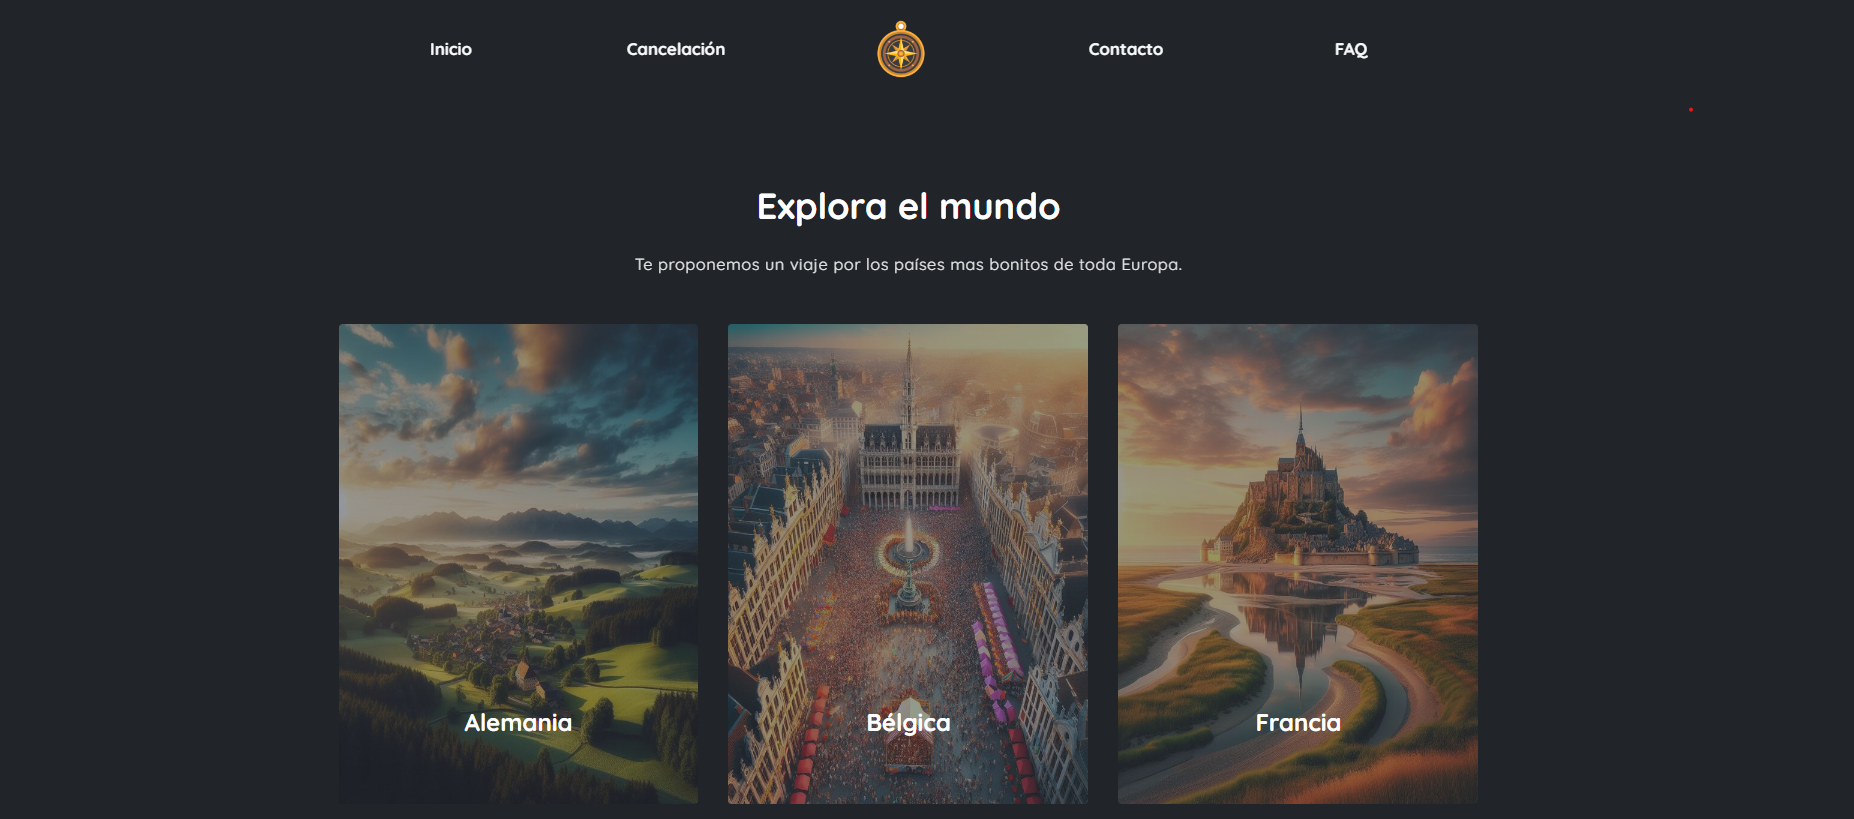 Inicio
Cancelación
Contacto
FAQ
Explora el mundo
Te proponemos un viaje por los países mas bonitos de toda Europa.
Alemania
Bélgica
Francia